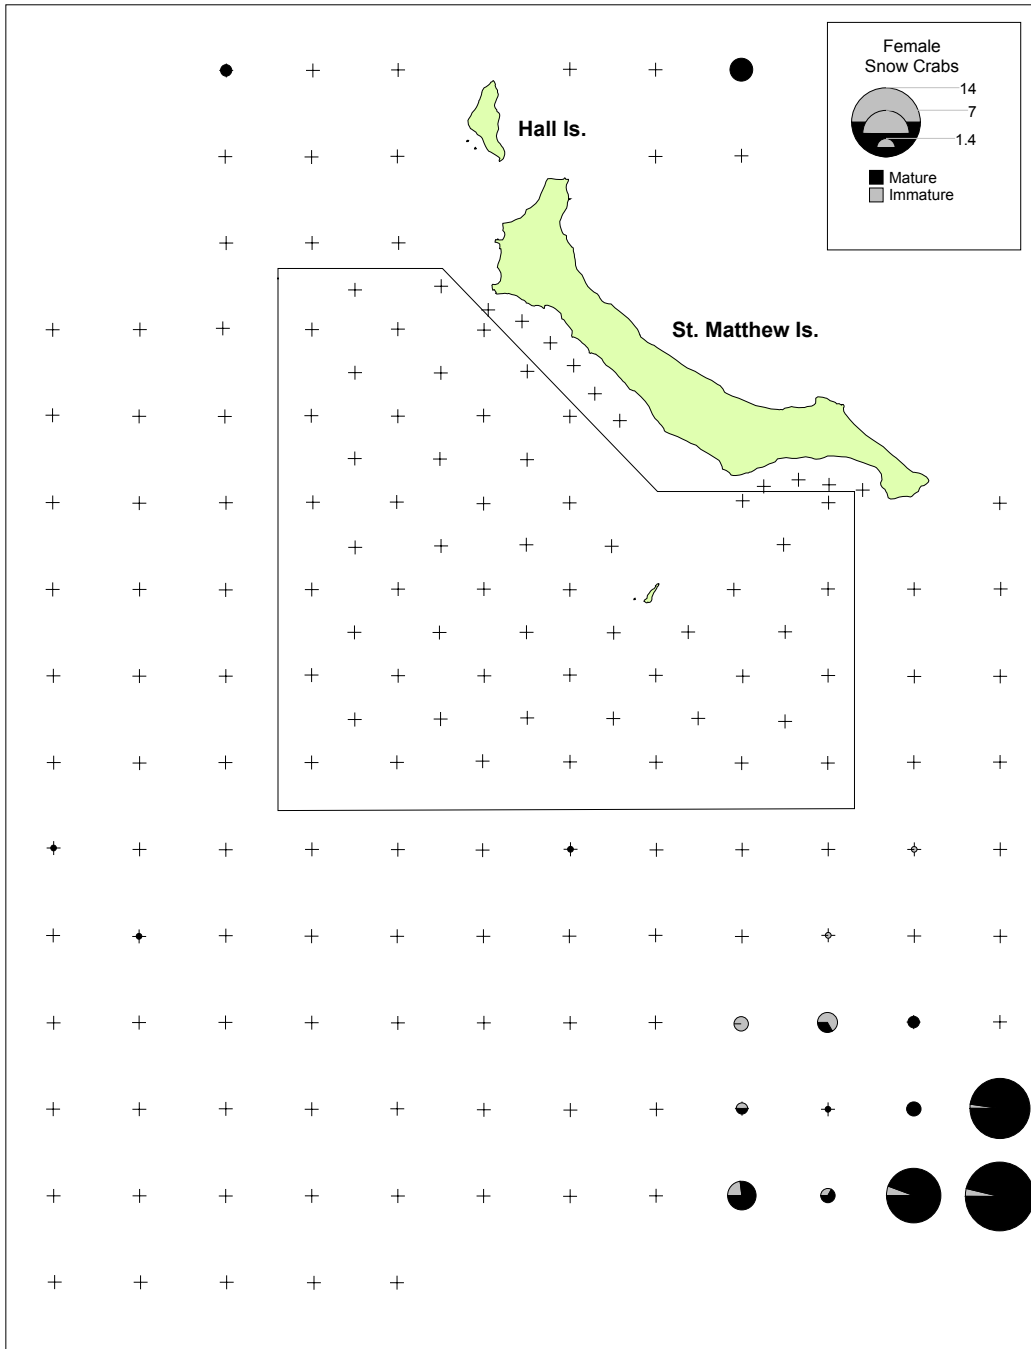 Female
Snow Crabs
14
7
1.4
Mature
Immature
Hall Is.
St. Matthew Is.